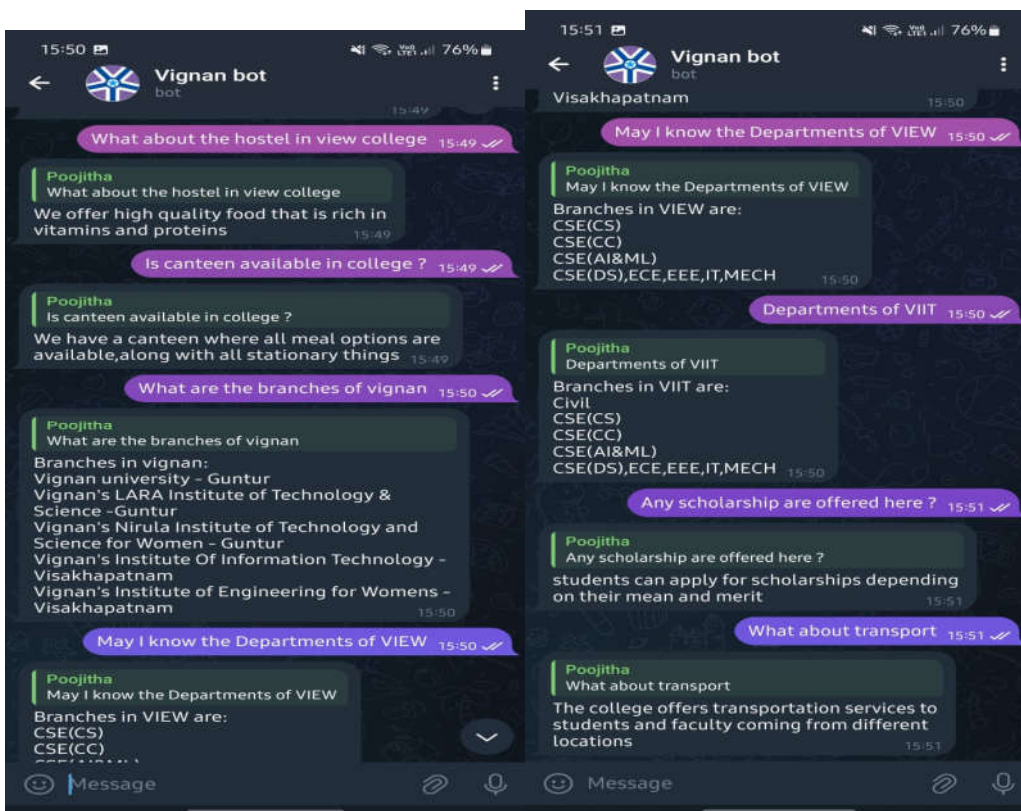 15:50
76%
Vignan bot
bot
15:49
What about the hostel in view college 15:49
Poojitha
What about the hostel in view college
We offer high quality food that is rich in
vitamins and proteins
15:49
Is canteen available in college ? 15:49
Poojitha
Is canteen available in college ?
We have a canteen where all meal options are
available,along with all stationary things 15:49
What are the branches of vignan 15:50
Poojitha
What are the branches of vignan
Branches in vignan:
Vignan university - Guntur
Vignan's LARA Institute of Technology &
Science -Guntur
Vignan's Nirula Institute of Technology and
Science for Women - Guntur
Vignan's Institute Of Information Technology -
Visakhapatnam
Vignan's Institute of Engineering for Womens -
Visakhapatnam 15:50
May I know the Departments of VIEW 15:50
Poojitha
May I know the Departments of VIEW
Branches in VIEW are:
CSE(CS)
CSE(CC)
Message
15:51
76%
Vignan bot
bot
Visakhapatnam 15:50
May I know the Departments of VIEW 15:50
Poojitha
May I know the Departments of VIEW
Branches in VIEW are:
CSE(CS)
CSE(CC)
CSE(AI&ML)
CSE(DS),ECE,EEE,IT,MECH 15:50
Departments of VIIT 15:50
Poojitha
Departments of VIIT
Branches in VIIT are:
Civil
CSE(CS)
CSE(CC)
CSE(AI&ML)
CSE(DS),ECE,EEE,IT,MECH 15:50
Any scholarship are offered here ? 15:51
Poojitha
Any scholarship are offered here ?
students can apply for scholarships depending
on their mean and merit 15:51
What about transport 15:51
Poojitha
What about transport
The college offers transportation services to
students and faculty coming from different
locations 15:51
Message